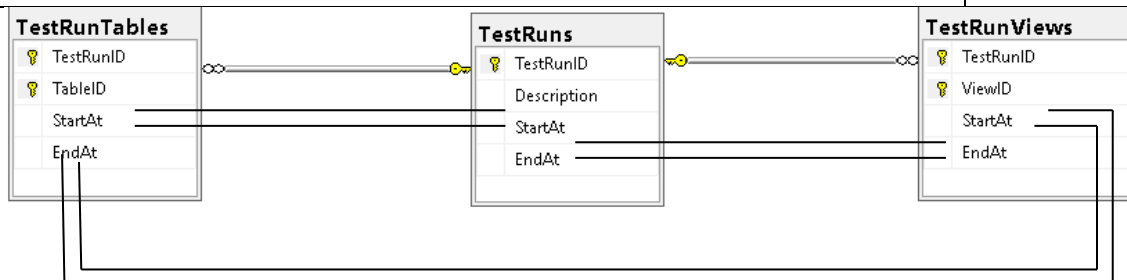 TestRunTables
TestRunID
TableID
StartAt
EndAt
TestRuns
TestRunID
Description
StartAt
EndAt
TestRunViews
TestRunID
ViewID
StartAt
EndAt